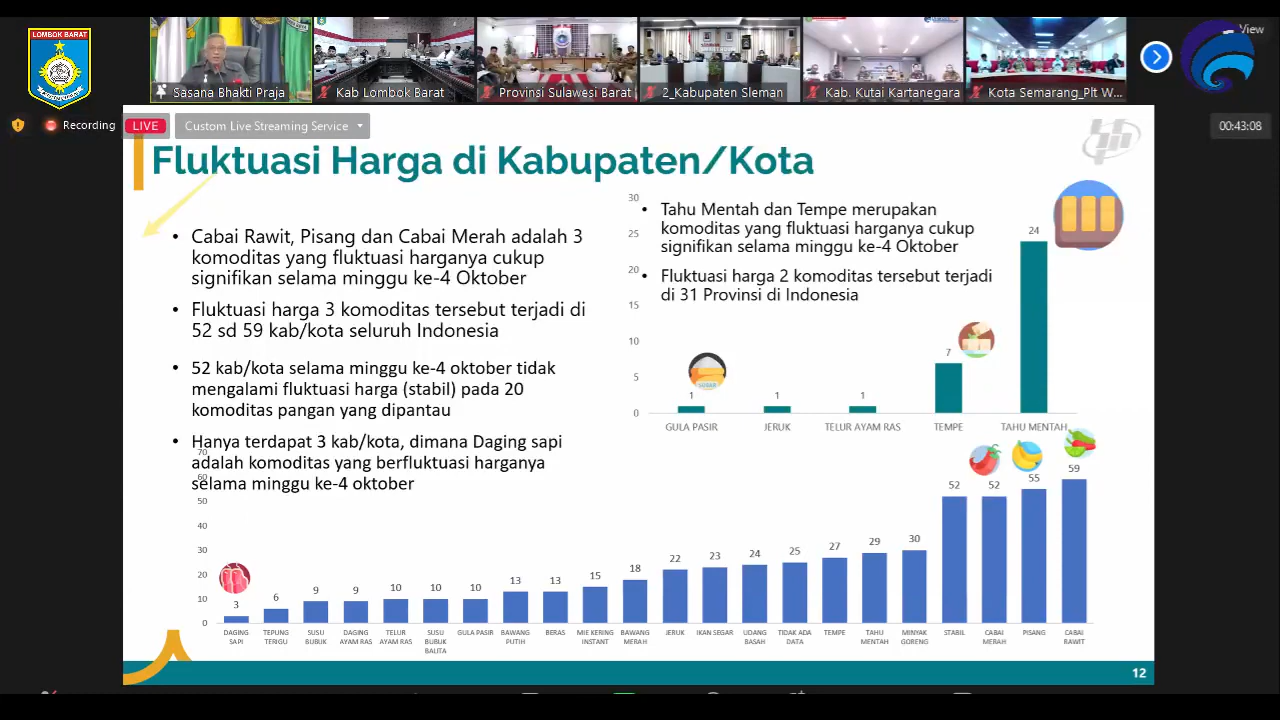 LOMBOK BARAT
Sasana Bhakti Praja
Kab Lombok Barat
Provinsi Sulawesi Barat
2_Kabupaten Sleman
Kab. Kutai Kartanegara
Kota Semarang_Plt W...
View
Recording
LIVE
Custom Live Streaming Service
00:43:08
Fluktuasi Harga di Kabupaten/Kota
• Cabai Rawit, Pisang dan Cabai Merah adalah 3
komoditas yang fluktuasi harganya cukup
signifikan selama minggu ke-4 Oktober
• Fluktuasi harga 3 komoditas tersebut terjadi di
52 sd 59 kab/kota seluruh Indonesia
• 52 kab/kota selama minggu ke-4 oktober tidak
mengalami fluktuasi harga (stabil) pada 20
komoditas pangan yang dipantau
• Hanya terdapat 3 kab/kota, dimana Daging sapi
adalah komoditas yang berfluktuasi harganya
selama minggu ke-4 oktober
• Tahu Mentah dan Tempe merupakan
komoditas yang fluktuasi harganya cukup
signifikan selama minggu ke-4 Oktober
• Fluktuasi harga 2 komoditas tersebut terjadi
di 31 Provinsi di Indonesia
30
25
20
15
10
5
0
1 1 1 7 24
SUGAR
GULA PASIR JERUK TELUR AYAM RAS TEMPE TAHU MENTAH
70
60
50
40
30
20
10
0
3 6 9 9 10 10 10 13 13 15 18 22 23 24 25 27 29 30 52 52 55 59
DAGING SAPI
TEPUNG TERIGU
SUSU BUBUK
DAGING AYAM RAS
TELUR AYAM RAS
SUSU BUBUK BALITA
GULA PASIR
BAWANG PUTIH
BERAS
MIE KERING INSTANT
BAWANG MERAH
JERUK
IKAN SEGAR
UDANG BASAH
TIDAK ADA DATA
TEMPE
TAHU MENTAH
MINYAK GORENG
STABIL
CABAI MERAH
PISANG
CABAI RAWIT
12